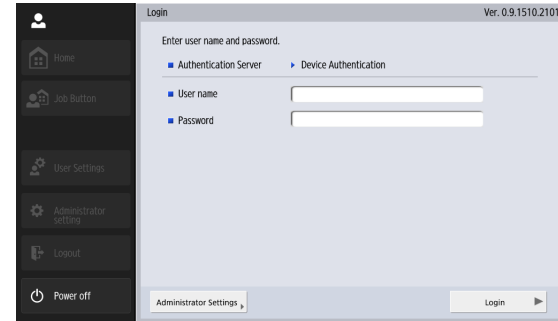 Login
Ver. 0.9.1510.2101
Enter user name and password.
Authentication Server
Device Authentication
User name
Password
Home
Job Button
User Settings
Administrator
setting
Logout
Power off
Administrator Settings
Login